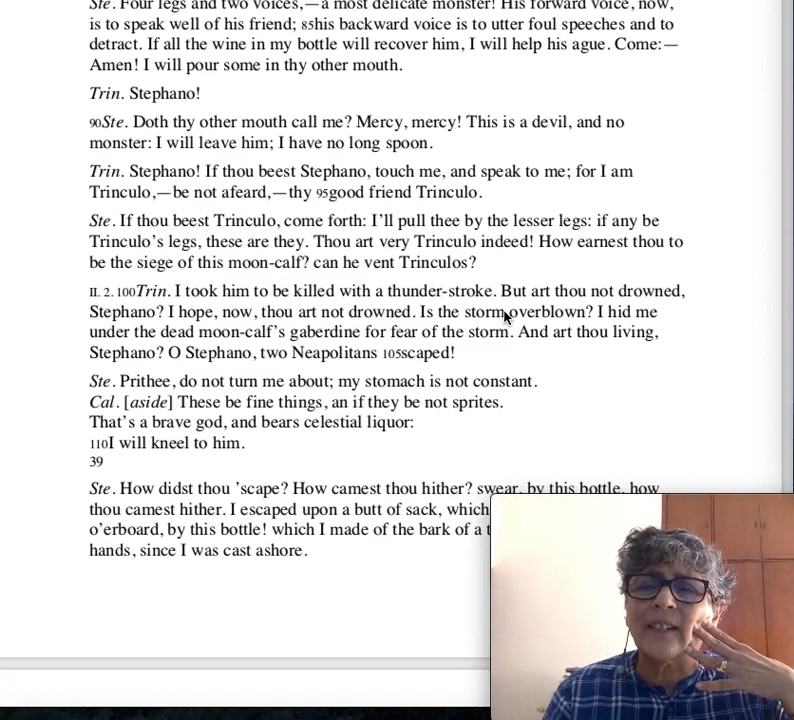 Ste. Four legs and two voices,—a most delicate monster! His forward voice, now,
is to speak well of his friend; 85his backward voice is to utter foul speeches and to
detract. If all the wine in my bottle will recover him, I will help his ague. Come:—
Amen! I will pour some in thy other mouth.
Trin. Stephano!
90Ste. Doth thy other mouth call me? Mercy, mercy! This is a devil, and no
monster: I will leave him; I have no long spoon.
Trin. Stephano! If thou beest Stephano, touch me, and speak to me; for I am
Trinculo,—be not afeard,—thy 95good friend Trinculo.
Ste. If thou beest Trinculo, come forth: I’ll pull thee by the lesser legs: if any be
Trinculo’s legs, these are they. Thou art very Trinculo indeed! How earnest thou to
be the siege of this moon-calf? can he vent Trinculos?
II. 2. 100Trin. I took him to be killed with a thunder-stroke. But art thou not drowned,
Stephano? I hope, now, thou art not drowned. Is the storm overblown? I hid me
under the dead moon-calf’s gaberdine for fear of the storm. And art thou living,
Stephano? O Stephano, two Neapolitans 105scaped!
Ste. Prithee, do not turn me about; my stomach is not constant.
Cal. [aside] These be fine things, an if they be not sprites.
That’s a brave god, and bears celestial liquor:
110I will kneel to him.
39
Ste. How didst thou ’scape? How camest thou hither? swear, by this bottle, how
thou camest hither. I escaped upon a butt of sack, which
o’erboard, by this bottle! which I made of the bark of a
hands, since I was cast ashore.